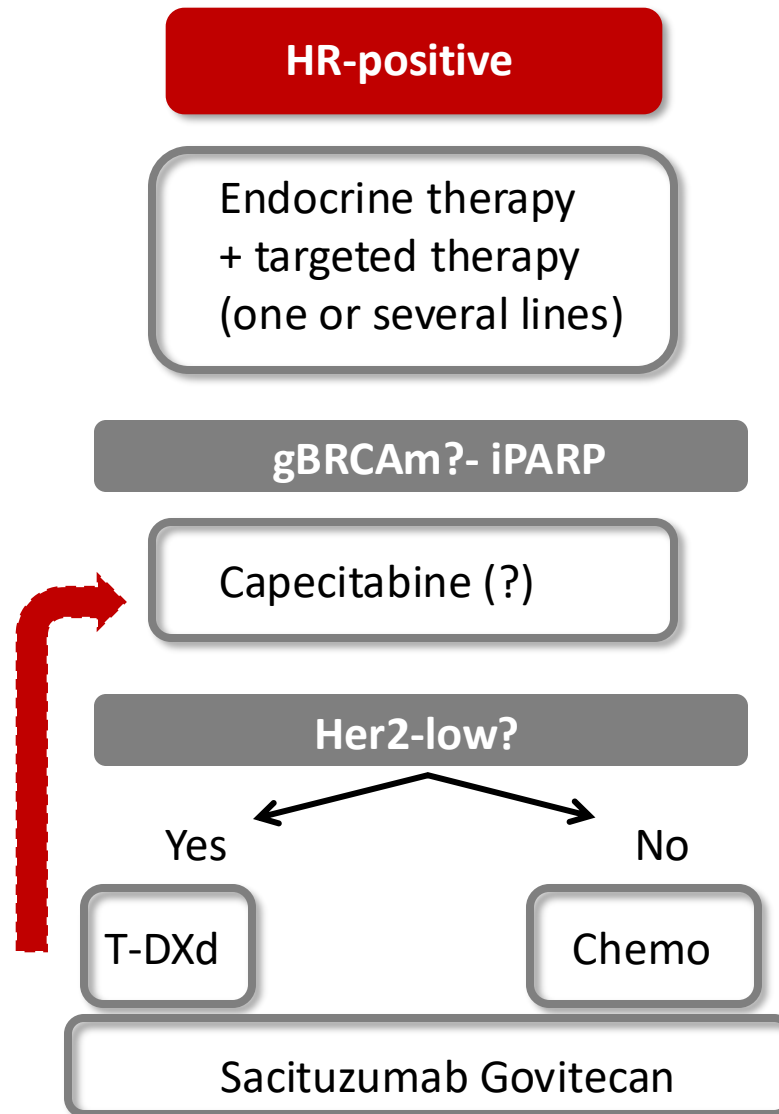 HR-positive
Endocrine therapy
+ targeted therapy
(one or several lines)
gBRCAm?- iPARP
Capecitabine (?)
Her2-low?
Yes
No
T-DXd
Chemo
Sacituzumab Govitecan